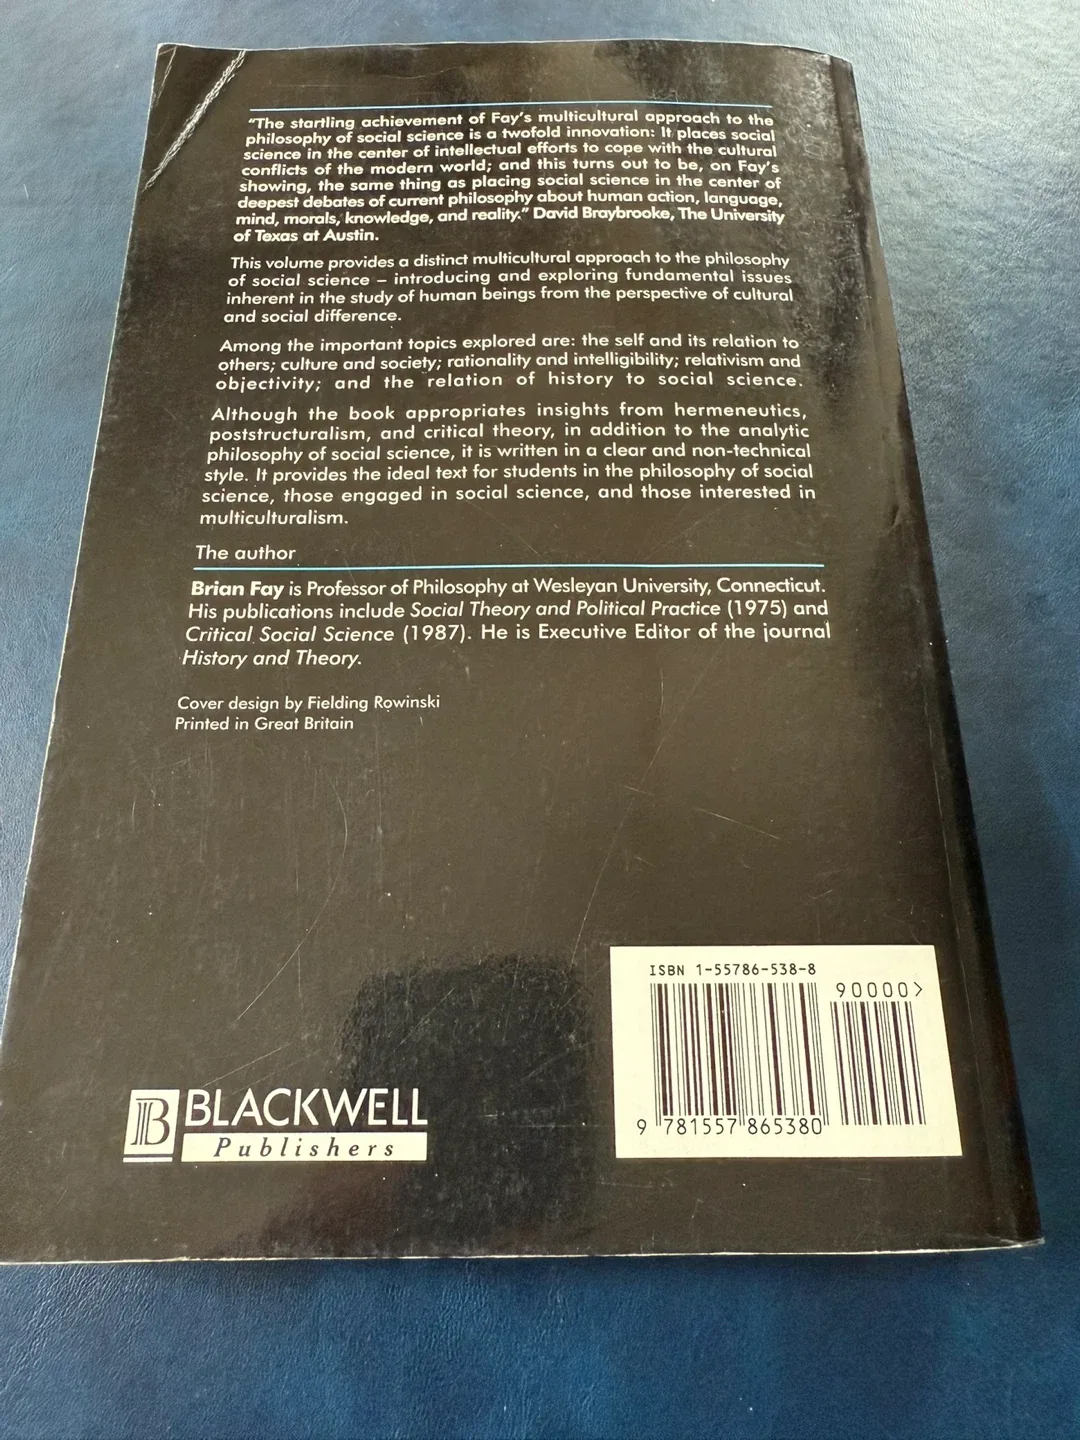 "The startling achievement of Fay's multicultural approach to the
philosophy of social science is a twofold innovation: It places social
science in the center of intellectual efforts to cope with the cultural
conflicts of the modern world; and this turns out to be, on Fay's
showing, the same thing as placing social science in the center of
deepest debates of current philosophy about human action, language,
mind, morals, knowledge, and reality." David Braybrooke, The University
of Texas at Austin.
This volume provides a distinct multicultural approach to the philosophy
of social science – introducing and exploring fundamental issues
inherent in the study of human beings from the perspective of cultural
and social difference.
Among the important topics explored are: the self and its relation to
others; culture and society; rationality and intelligibility; relativism and
objectivity; and the relation of history to social science.
Although the book appropriates insights from hermeneutics,
poststructuralism, and critical theory, in addition to the analytic
philosophy of social science, it is written in a clear and non-technical
style. It provides the ideal text for students in the philosophy of social
science, those engaged in social science, and those interested in
multiculturalism.
The author
Brian Fay is Professor of Philosophy at Wesleyan University, Connecticut.
His publications include Social Theory and Political Practice (1975) and
Critical Social Science (1987). He is Executive Editor of the journal
History and Theory.
Cover design by Fielding Rowinski
Printed in Great Britain
ISBN 1-55786-538-8
90000>
9 781557 865380
B BLACKWELL
Publishers